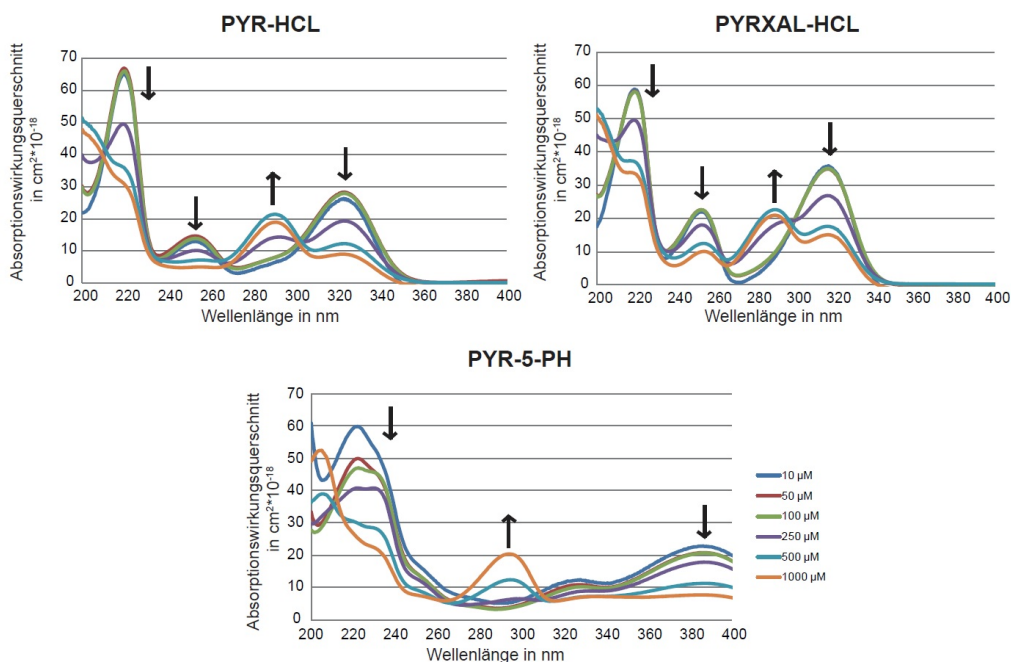 PYR-HCL
Absorptionswirkungsquerschnitt
in cm²*10⁻¹⁸
70
60
50
40
30
20
10
0
200 220 240 260 280 300 320 340 360 380 400
Wellenlänge in nm
PYRXAL-HCL
Absorptionswirkungsquerschnitt
in cm²*10⁻¹⁸
70
60
50
40
30
20
10
0
200 220 240 260 280 300 320 340 360 380 400
Wellenlänge in nm
PYR-5-PH
Absorptionswirkungsquerschnitt
in cm²*10⁻¹⁸
70
60
50
40
30
20
10
0
200 220 240 260 280 300 320 340 360 380 400
Wellenlänge in nm
10 µM
50 µM
100 µM
250 µM
500 µM
1000 µM